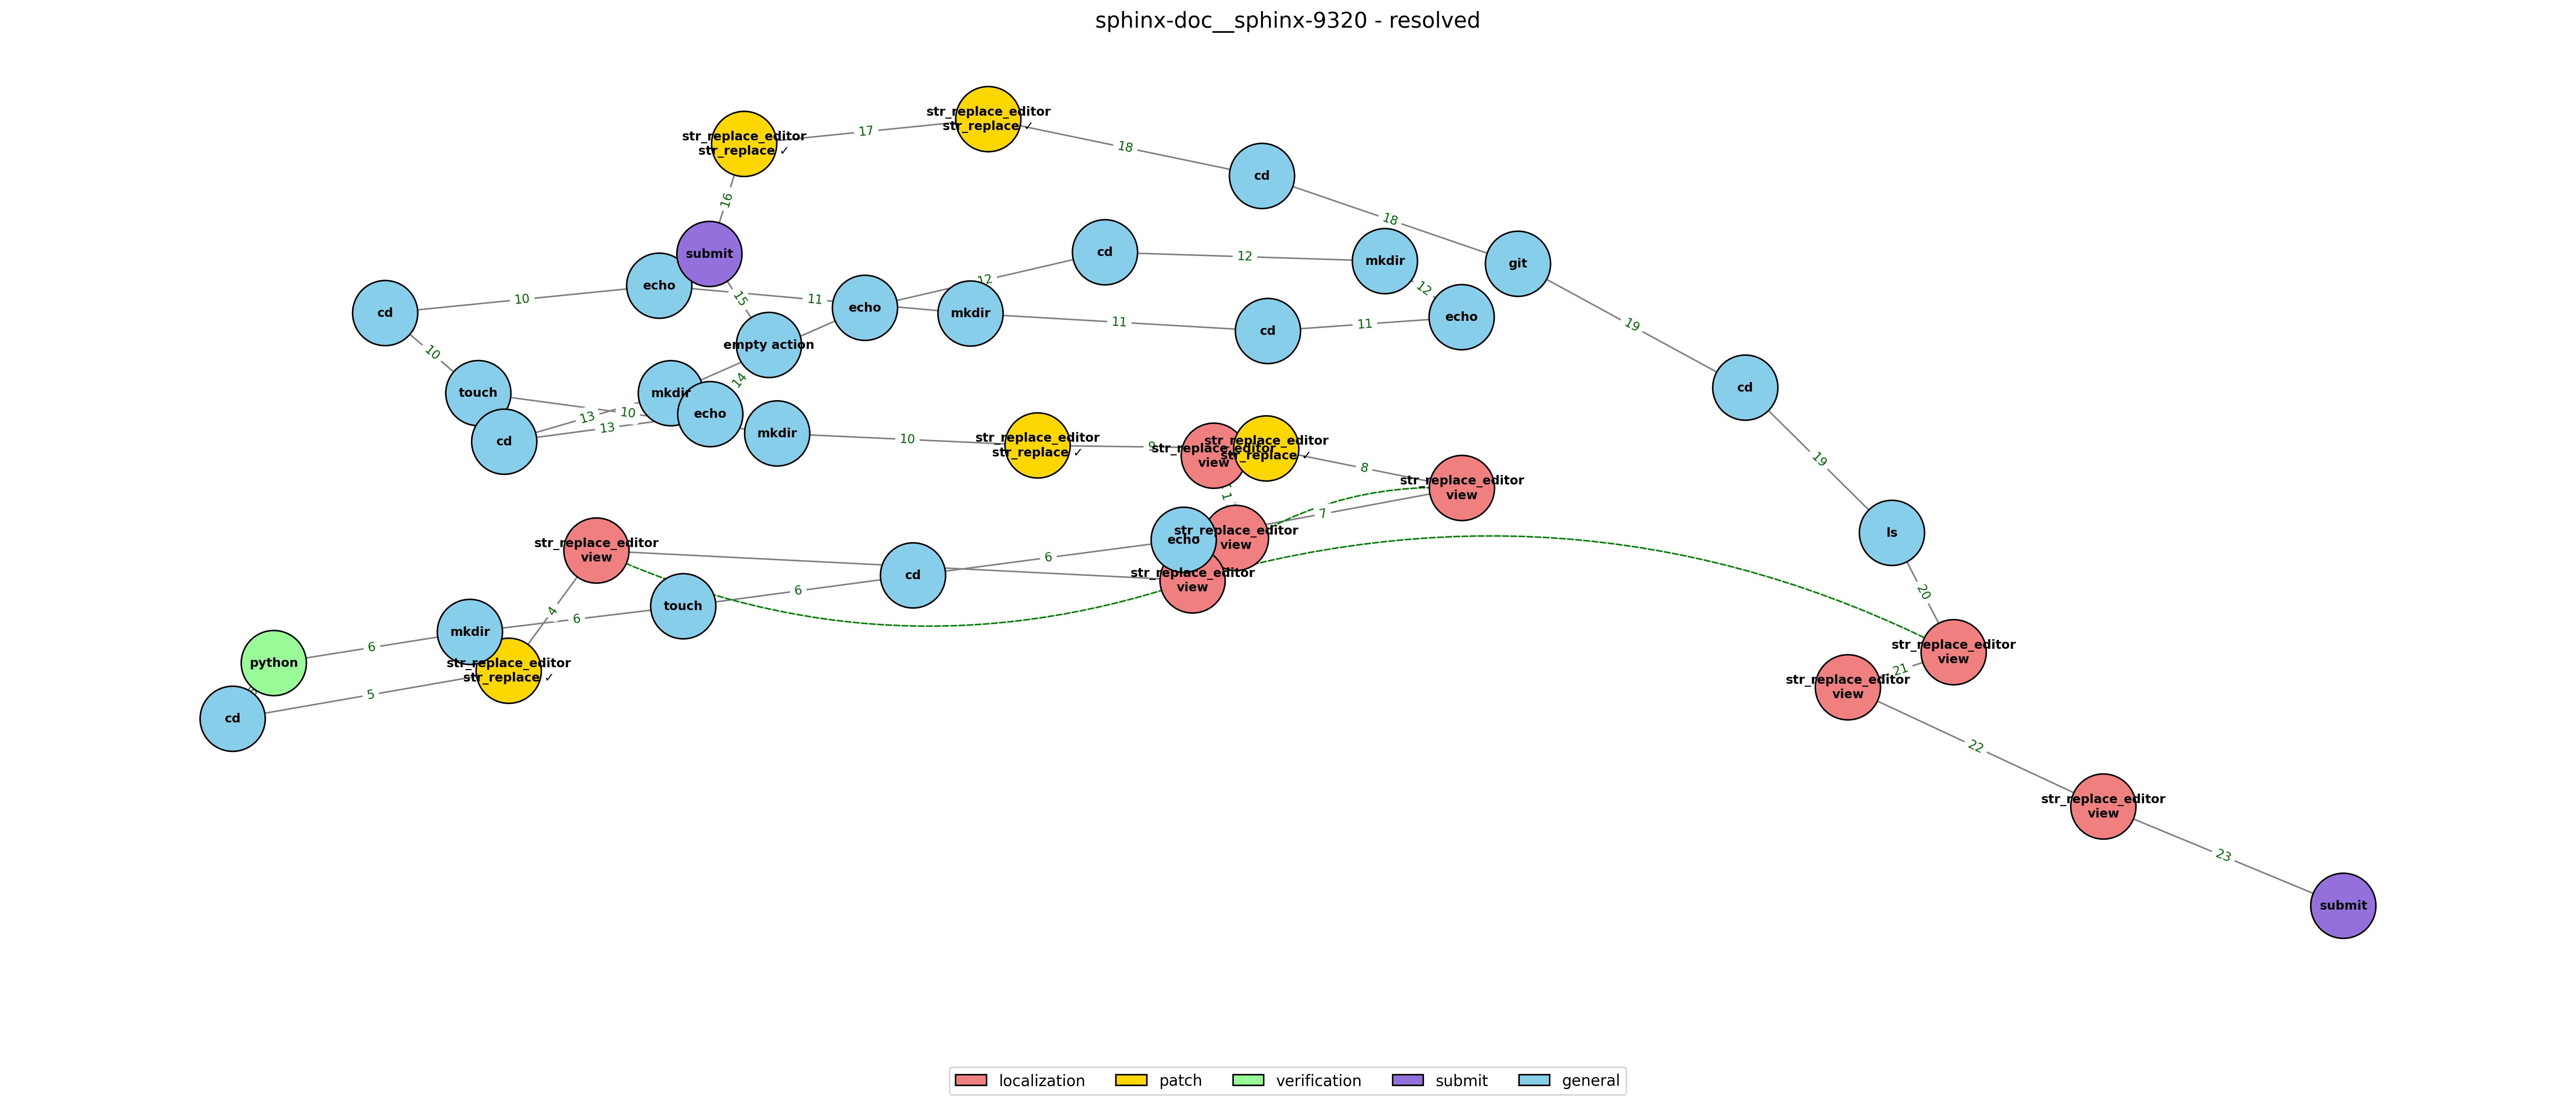 sphinx-doc__sphinx-9320 - resolved
str_replace_editor
str_replace ✓
17
str_replace_editor
str_replace ✓
18
cd
18
git
16
submit
15
cd
10
echo
11
echo
12
cd
12
mkdir
12
echo
mkdir
11
cd
11
19
cd
19
ls
20
10
touch
10
empty action
14
mkdir
13
cd
13
echo
mkdir
10
str_replace_editor
str_replace ✓
9
str_replace_editor
view
str_replace_editor
str_replace ✓
8
str_replace_editor
view
1
7
str_replace_editor
view
echo
6
str_replace_editor
view
str_replace_editor
view
cd
6
touch
6
4
mkdir
6
python
str_replace_editor
str_replace ✓
5
cd
str_replace_editor
view
21
str_replace_editor
view
22
str_replace_editor
view
23
submit
localization
patch
verification
submit
general